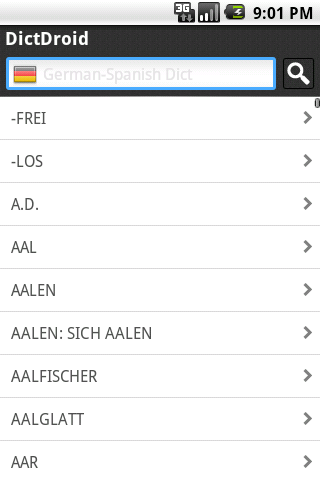 3G 9:01 PM
DictDroid
German-Spanish Dict
-FREI
-LOS
A.D.
AAL
AALEN
AALEN: SICH AALEN
AALFISCHER
AALGLATT
AAR